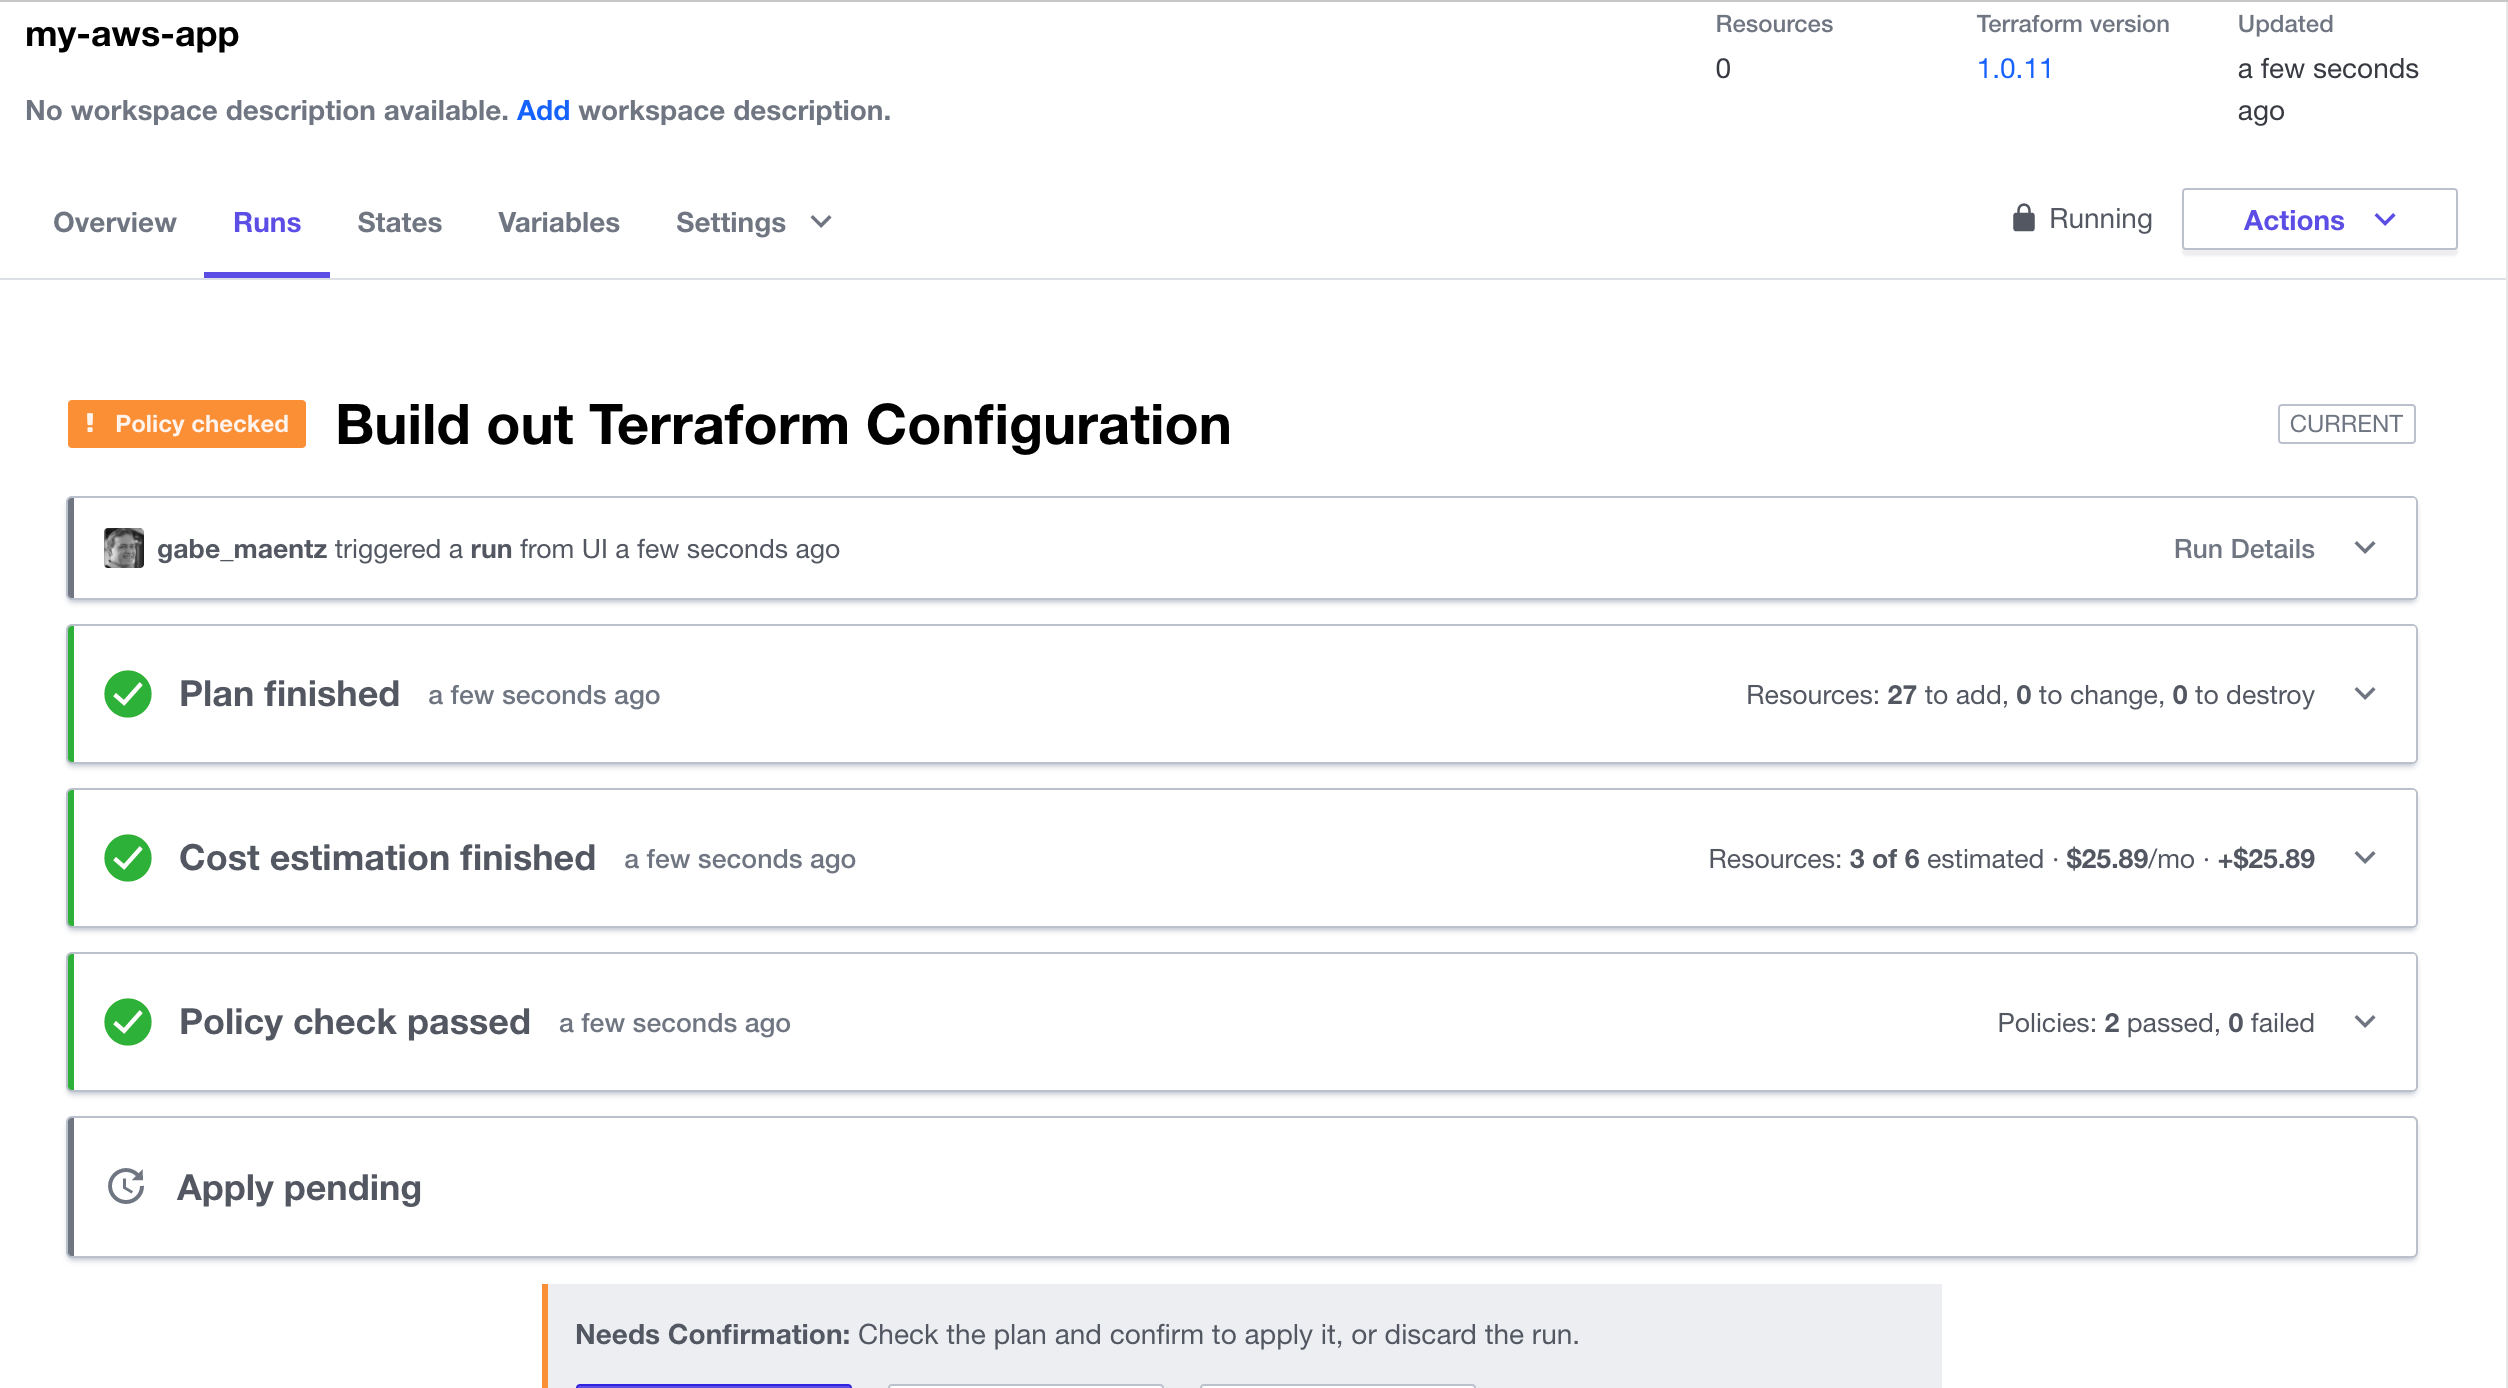 my-aws-app
No workspace description available. Add workspace description.
Resources
0
Terraform version
1.0.11
Updated
a few seconds
ago
Overview
Runs
States
Variables
Settings
Running
Actions
! Policy checked
Build out Terraform Configuration
CURRENT
gabe_maentz triggered a run from UI a few seconds ago
Run Details
Plan finished a few seconds ago
Resources: 27 to add, 0 to change, 0 to destroy
Cost estimation finished a few seconds ago
Resources: 3 of 6 estimated · $25.89/mo · +$25.89
Policy check passed a few seconds ago
Policies: 2 passed, 0 failed
Apply pending
Needs Confirmation: Check the plan and confirm to apply it, or discard the run.